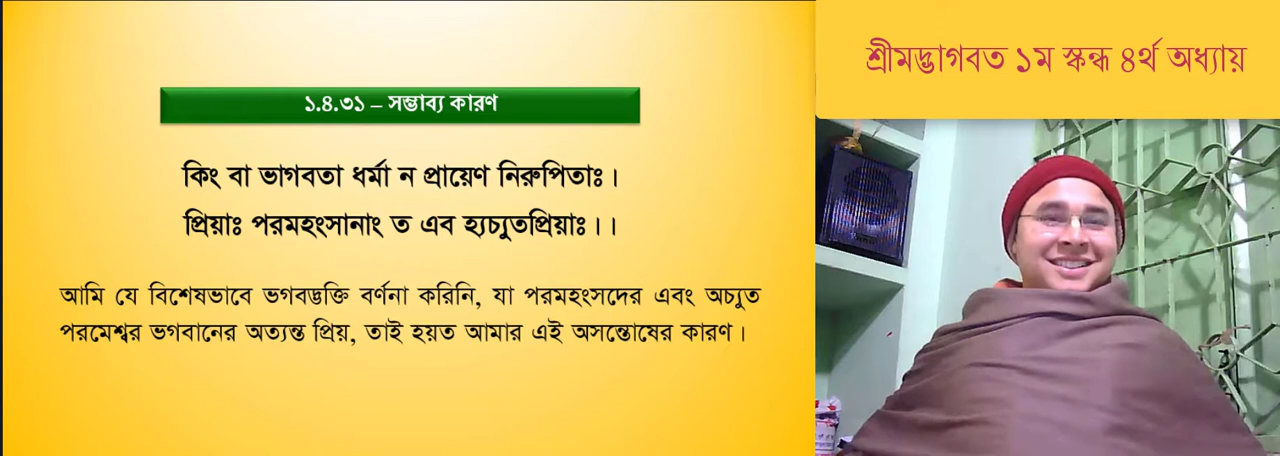 ১.৪.৩১ – সম্ভাব্য কারণ
কিং বা ভাগবতা ধর্মা ন প্রায়েণ নিরুপিতাঃ।
প্রিয়াঃ পরমহংসানাং ত এব হ্যচ্যুতপ্রিয়াঃ।।
আমি যে বিশেষভাবে ভগবদ্ভক্তি বর্ণনা করিনি, যা পরমহংসদের এবং অচ্যুত
পরমেশ্বর ভগবানের অত্যন্ত প্রিয়, তাই হয়ত আমার এই অসন্তোষের কারণ।
শ্রীমদ্ভাগবত ১ম স্কন্ধ ৪র্থ অধ্যায়